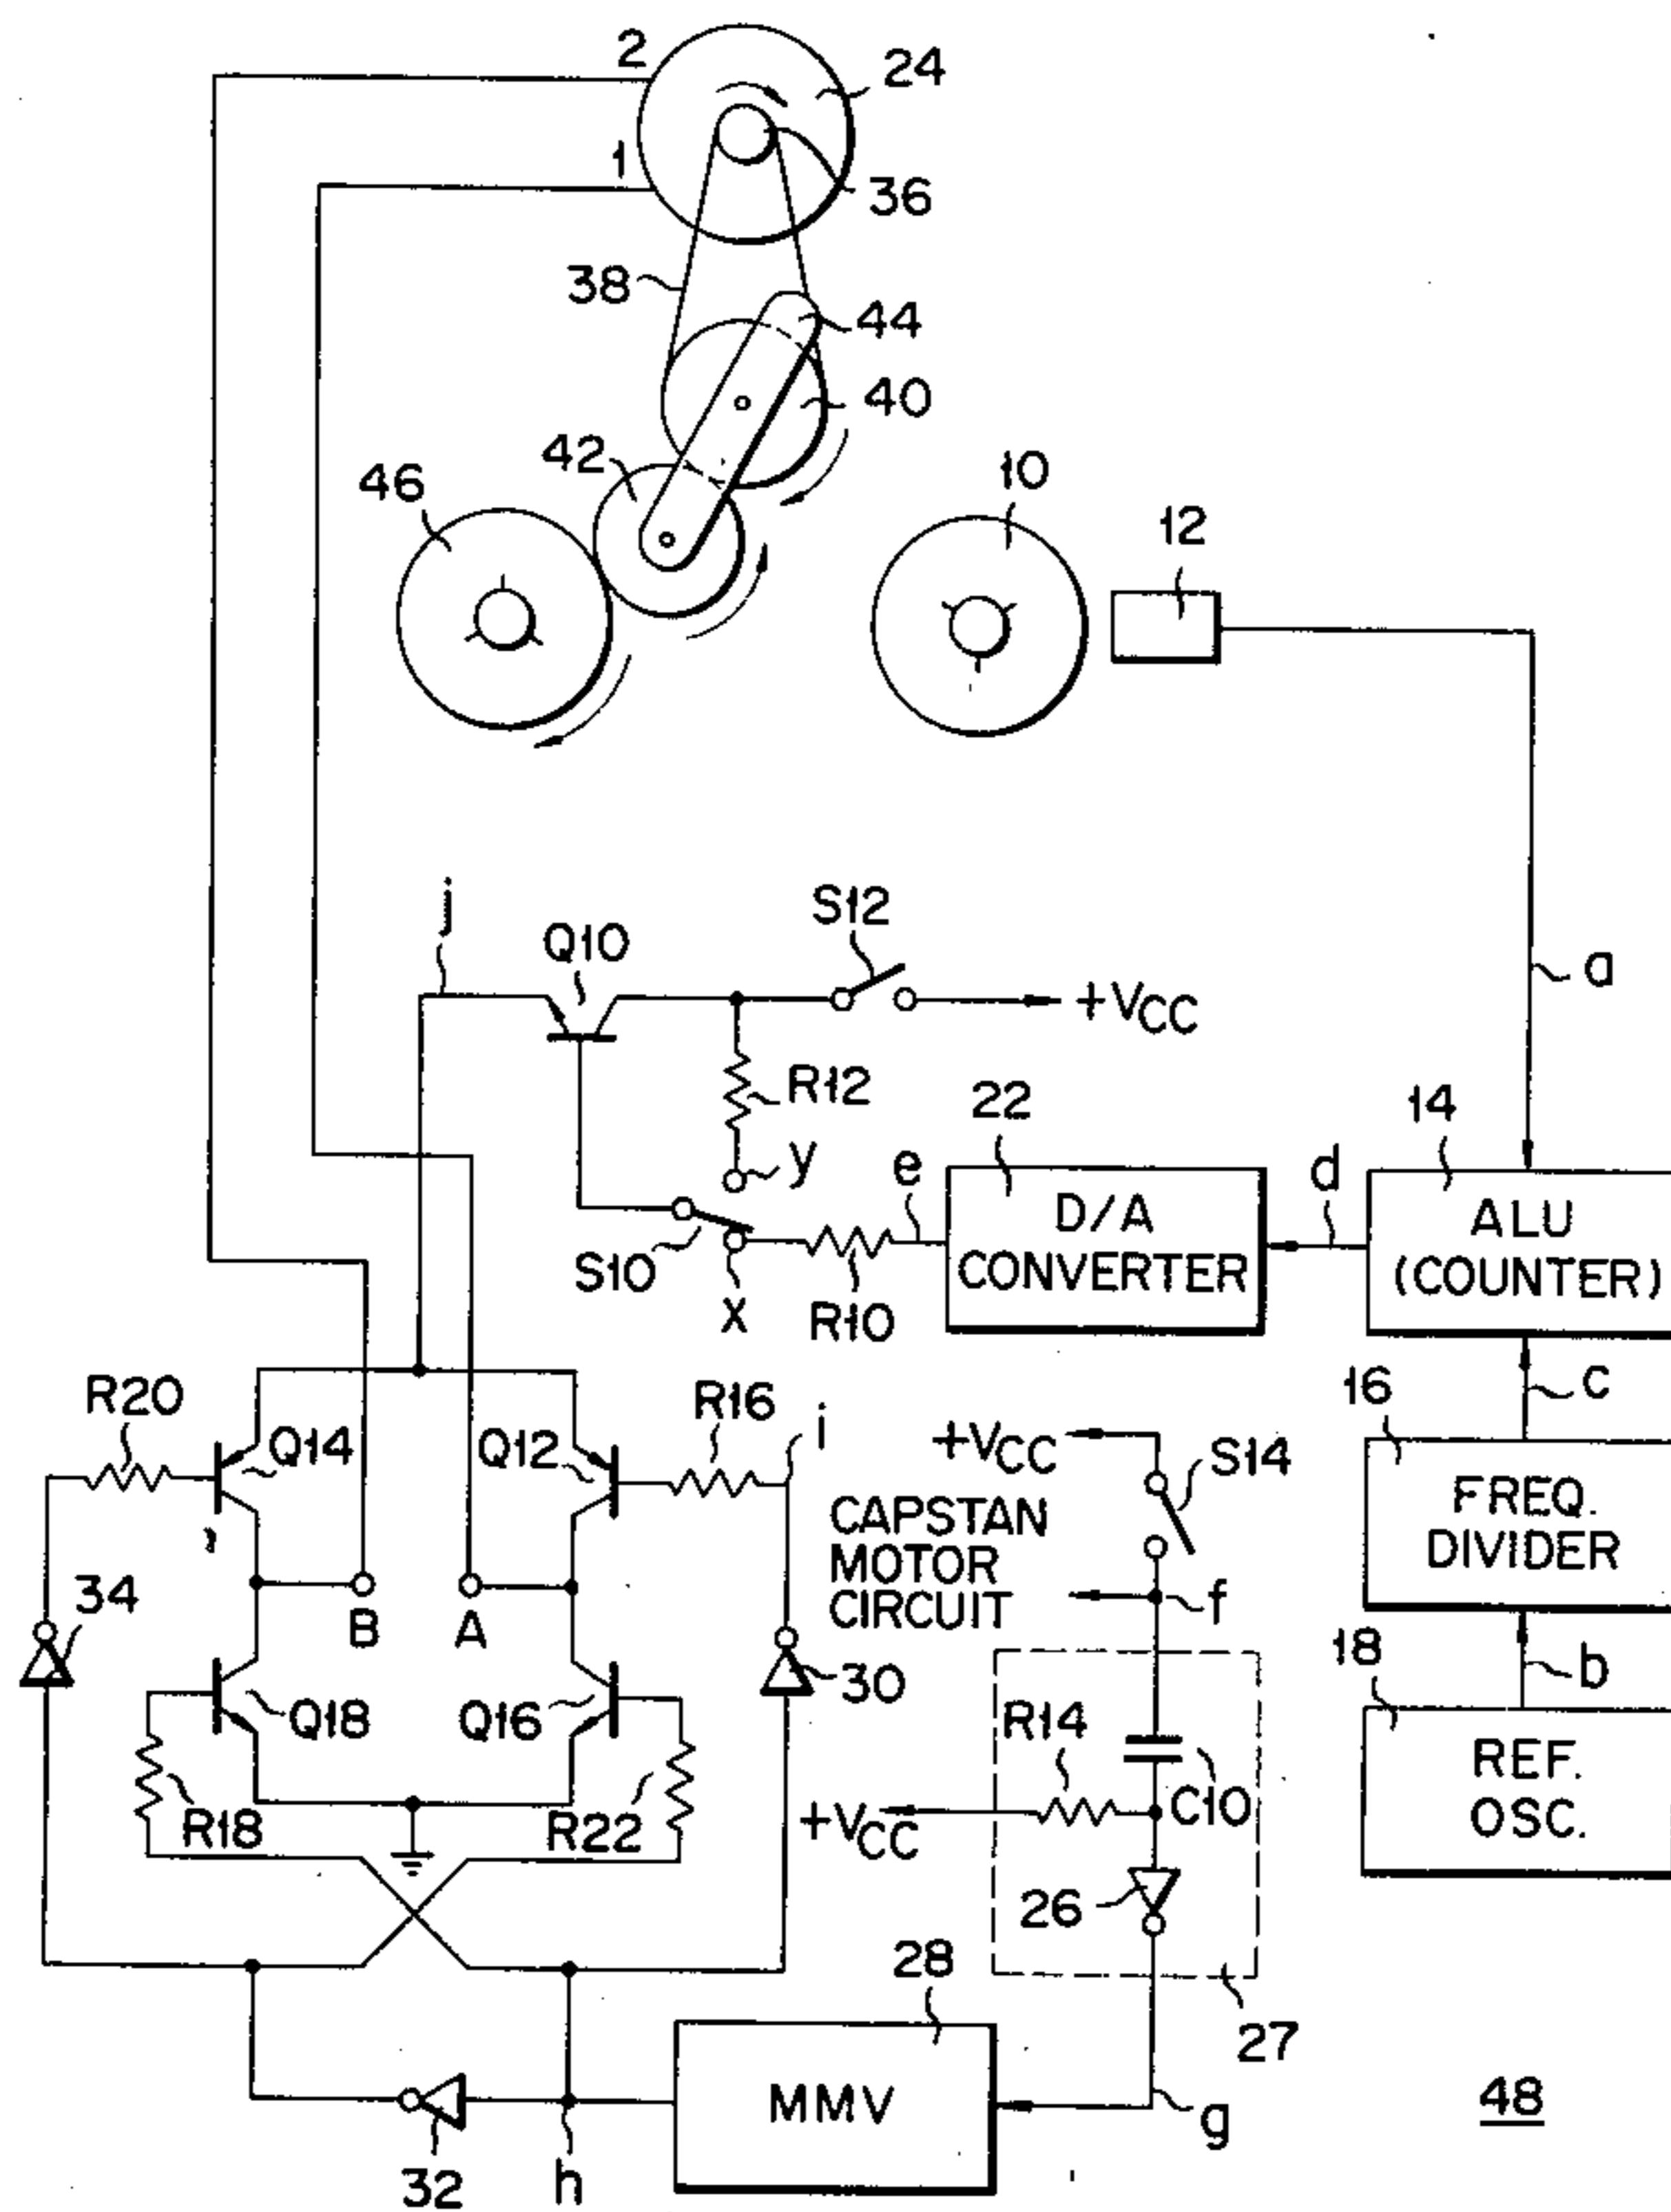 2
24
1
36
38
44
40
42
46
10
12
j
Q10
S12
+VCC
a
R12
22
14
y
e
d
D/A
CONVERTER
ALU
(COUNTER)
S10
X
R10
R20
Q14
Q12
R16
i
+VCC
S14
16
c
CAPSTAN
MOTOR
CIRCUIT
FREQ.
DIVIDER
34
B
A
f
30
18
b
Q18
Q16
R14
R18
R22
+VCC
C10
REF.
OSC.
26
28
27
MMV
g
48
32
h